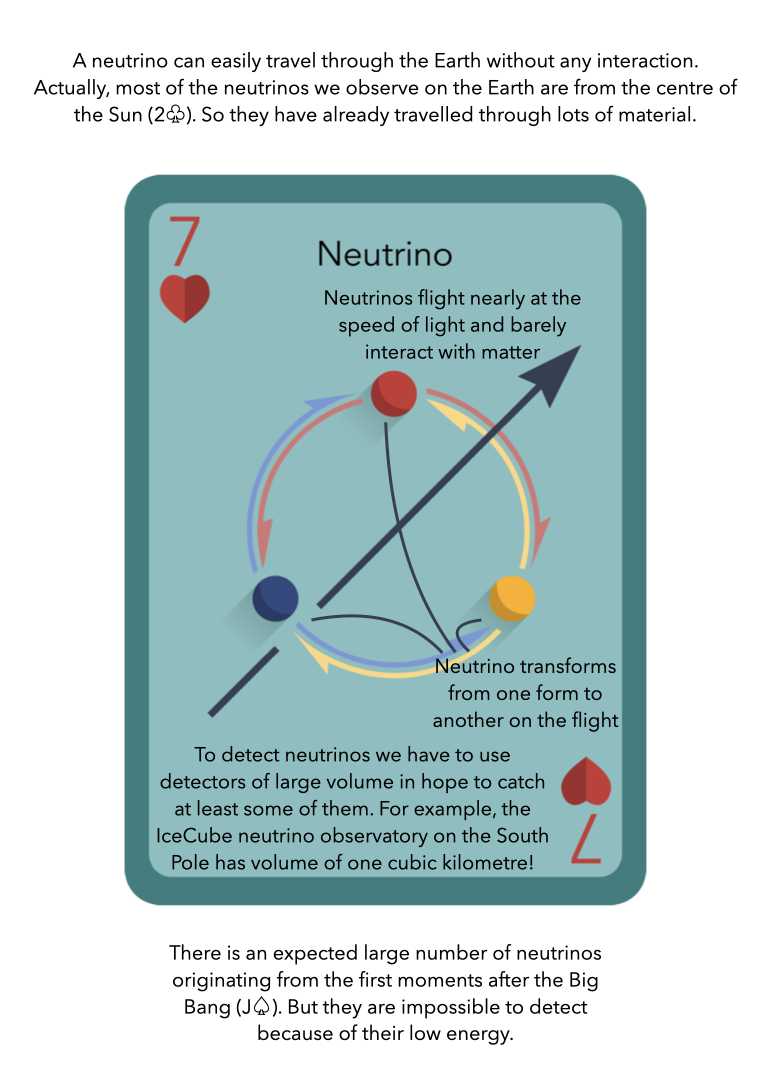 A neutrino can easily travel through the Earth without any interaction.
Actually, most of the neutrinos we observe on the Earth are from the centre of
the Sun (2♧). So they have already travelled through lots of material.
7
Neutrino
Neutrinos flight nearly at the
speed of light and barely
interact with matter
Neutrino transforms
from one form to
another on the flight
To detect neutrinos we have to use
detectors of large volume in hope to catch
at least some of them. For example, the
IceCube neutrino observatory on the South
Pole has volume of one cubic kilometre!
7
There is an expected large number of neutrinos
originating from the first moments after the Big
Bang (J♤). But they are impossible to detect
because of their low energy.